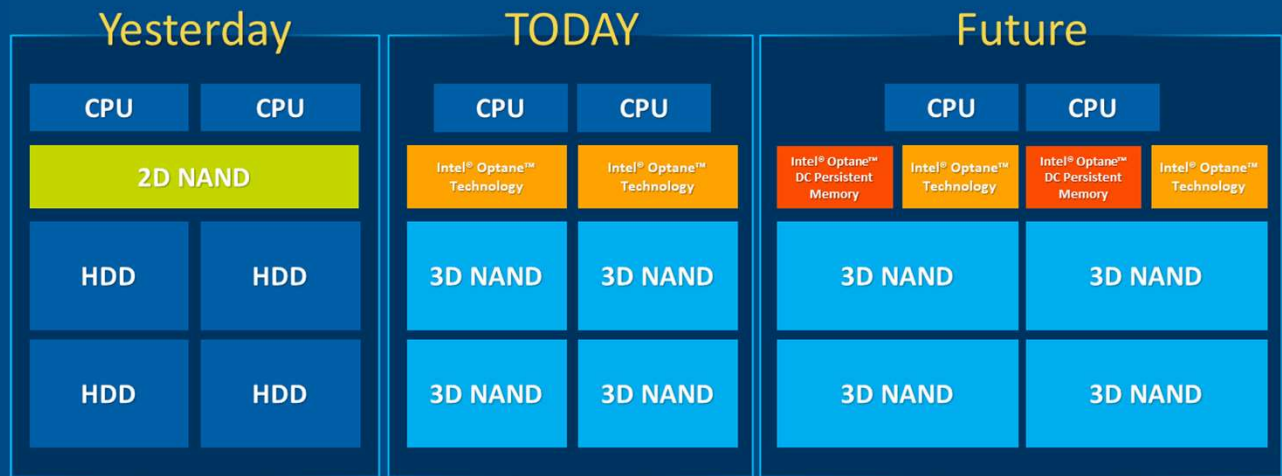 Yesterday
CPU CPU
2D NAND
HDD HDD
HDD HDD
TODAY
CPU CPU
Intel® Optane™
Technology
Intel® Optane™
Technology
3D NAND 3D NAND
3D NAND 3D NAND
Future
CPU CPU
Intel® Optane™
DC Persistent
Memory
Intel® Optane™
Technology
Intel® Optane™
DC Persistent
Memory
Intel® Optane™
Technology
3D NAND 3D NAND
3D NAND 3D NAND